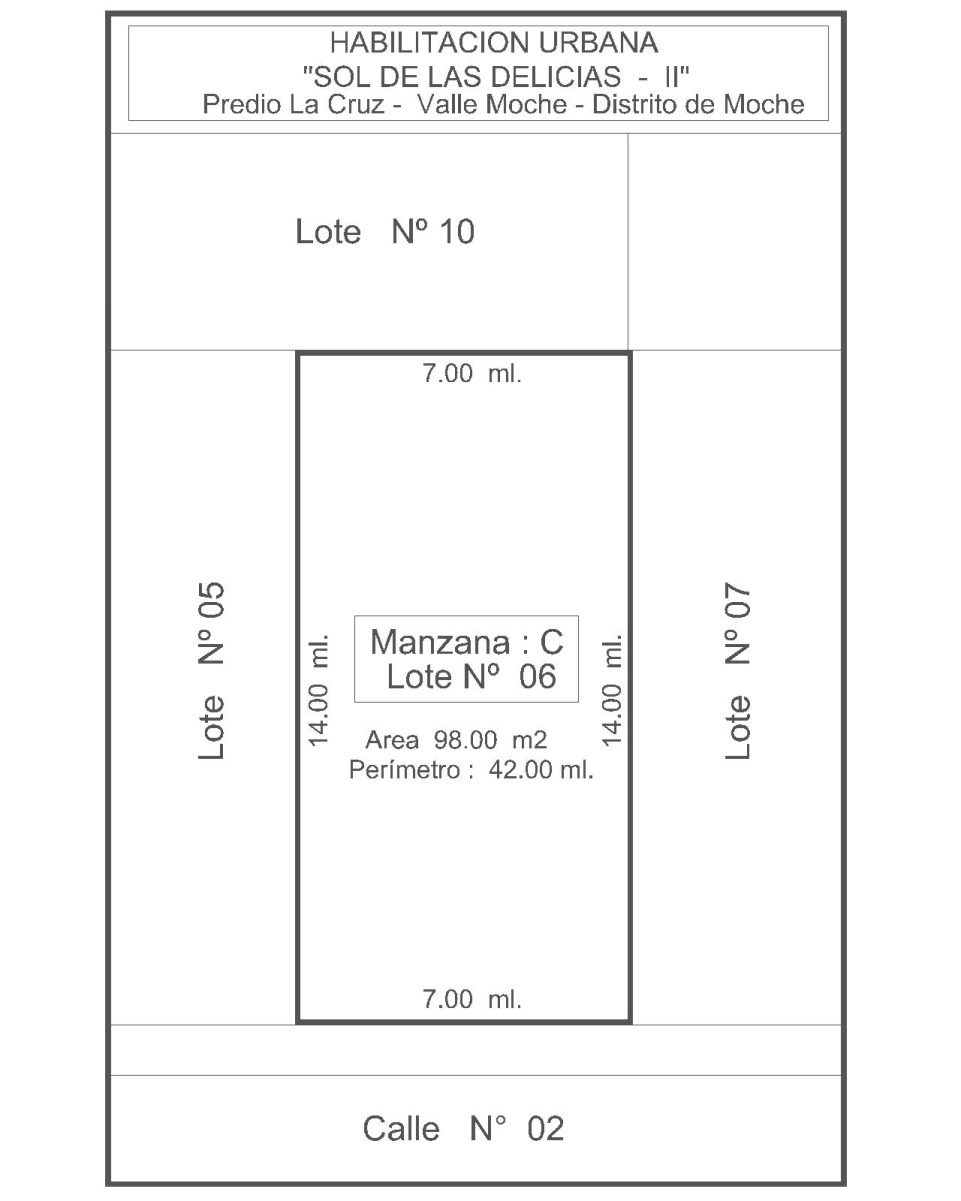 HABILITACION URBANA
"SOL DE LAS DELICIAS - II"
Predio La Cruz - Valle Moche - Distrito de Moche
Lote Nº 10
7.00 ml.
Lote Nº 05
14.00 ml.
Manzana : C
Lote Nº 06
Area 98.00 m2
Perímetro : 42.00 ml.
14.00 ml.
Lote Nº 07
7.00 ml.
Calle N° 02